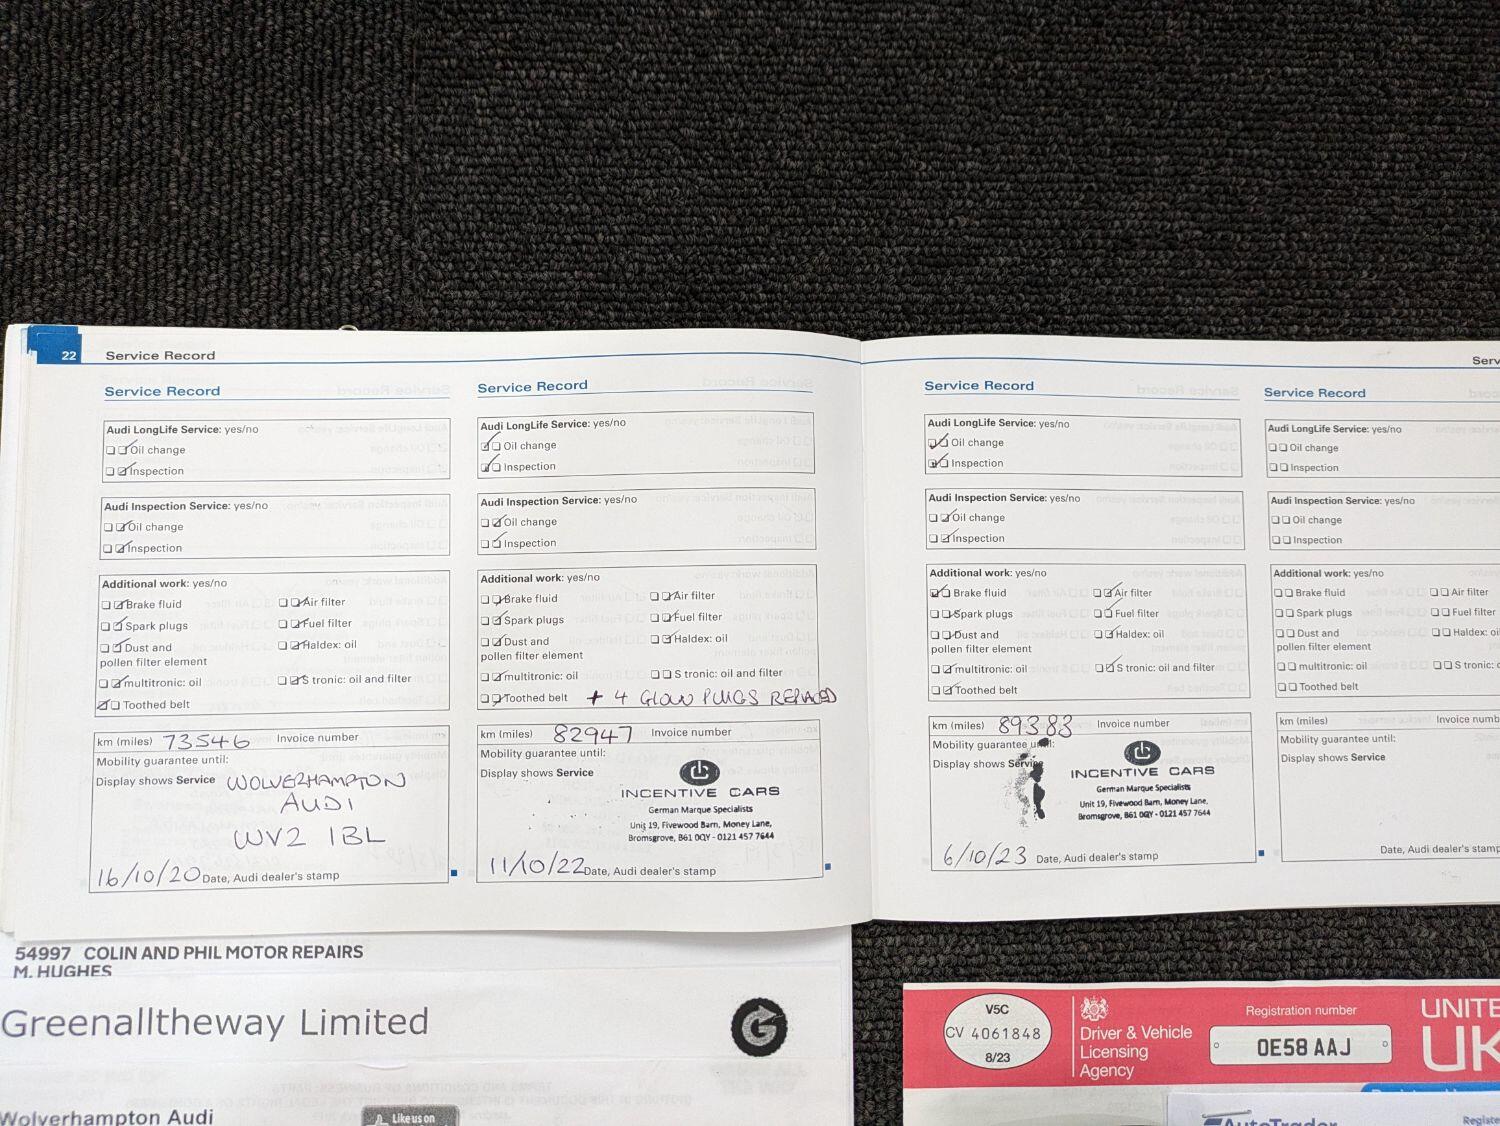 22 Service Record
Service Record
Audi LongLife Service: yes/no
Oil change
Inspection
Audi Inspection Service: yes/no
Oil change
Inspection
Additional work: yes/no
Brake fluid
Air filter
Spark plugs
Fuel filter
Dust and
pollen filter element
Haldex: oil
multitronic: oil
S tronic: oil and filter
Toothed belt
km (miles) 73546 Invoice number
Mobility guarantee until:
Display shows Service
WOLVERHAMPTON
AUDI
WV2 1BL
16/10/20 Date, Audi dealer's stamp
Service Record
Audi LongLife Service: yes/no
Oil change
Inspection
Audi Inspection Service: yes/no
Oil change
Inspection
Additional work: yes/no
Brake fluid
Air filter
Spark plugs
Fuel filter
Dust and
pollen filter element
Haldex: oil
multitronic: oil
S tronic: oil and filter
Toothed belt + 4 GLOW PLUGS REPLACED
km (miles) 82947 Invoice number
Mobility guarantee until:
Display shows Service
INCENTIVE CARS
German Marque Specialists
Unit 19, Fivewood Barn, Money Lane,
Bromsgrove, B61 0QY - 0121 457 7644
11/10/22 Date, Audi dealer's stamp
Service Record
Audi LongLife Service: yes/no
Oil change
Inspection
Audi Inspection Service: yes/no
Oil change
Inspection
Additional work: yes/no
Brake fluid
Air filter
Spark plugs
Fuel filter
Dust and
pollen filter element
Haldex: oil
multitronic: oil
S tronic: oil and filter
Toothed belt
km (miles) 89383 Invoice number
Mobility guarantee until:
Display shows Service
INCENTIVE CARS
German Marque Specialists
Unit 19, Fivewood Barn, Money Lane,
Bromsgrove, B61 0QY - 0121 457 7644
6/10/23 Date, Audi dealer's stamp
Serv
Service Record
Audi LongLife Service: yes/no
Oil change
Inspection
Audi Inspection Service: yes/no
Oil change
Inspection
Additional work: yes/no
Brake fluid
Air filter
Spark plugs
Fuel filter
Dust and
pollen filter element
Haldex: oi
multitronic: oil
S tronic:
Toothed belt
km (miles) Invoice numb
Mobility guarantee until:
Display shows Service
Date, Audi dealer's stamp
54997 COLIN AND PHIL MOTOR REPAIRS
M. HUGHES
Greenalltheway Limited
G
Wolverhampton Audi
Like us on
V5C
CV 4061848
8/23
Driver & Vehicle
Licensing
Agency
Registration number
OE58 AAJ
UNITE
UK
AutoTrader
Registe